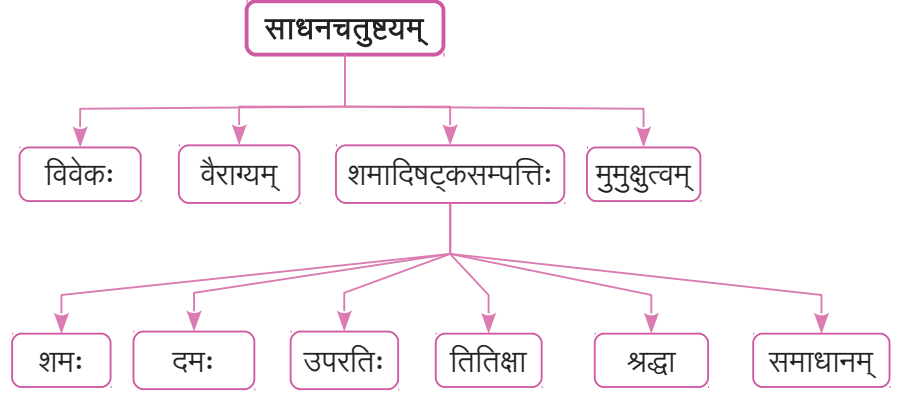 साधनचतुष्टयम्
विवेकः वैराग्यम् शमादिषट्कसम्पत्तिः मुमुक्षुत्वम्
शमः दमः उपरतिः तितिक्षा श्रद्धा समाधानम्